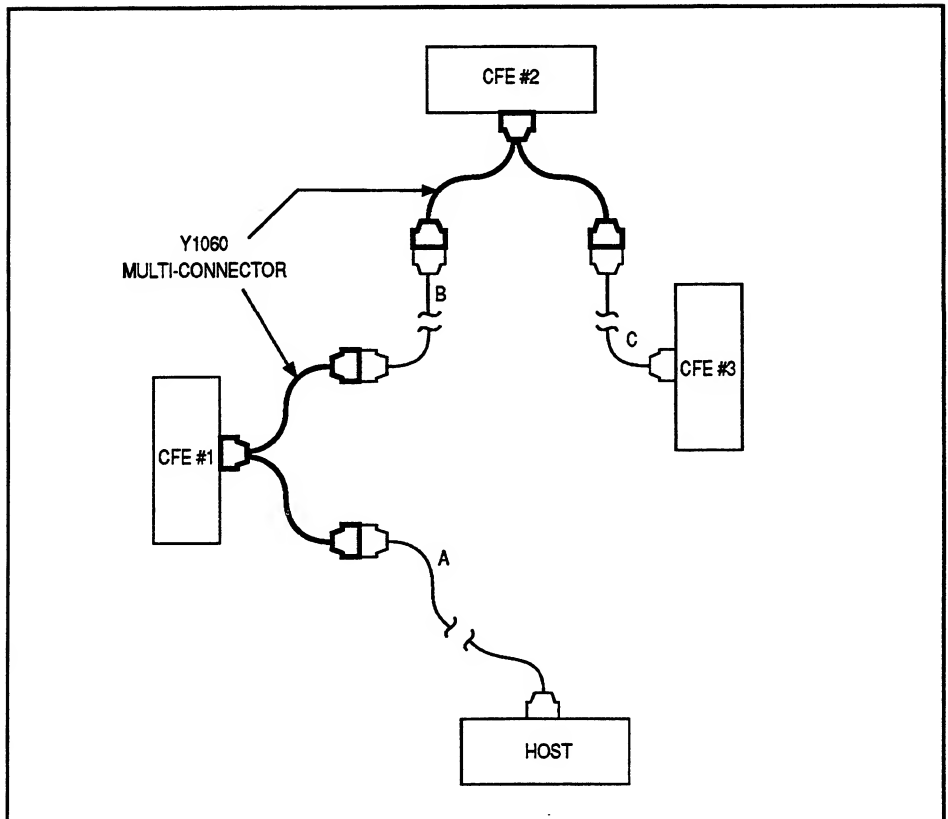 CFE #2
Y1060
MULTI-CONNECTOR
B
C
CFE #3
CFE #1
A
HOST